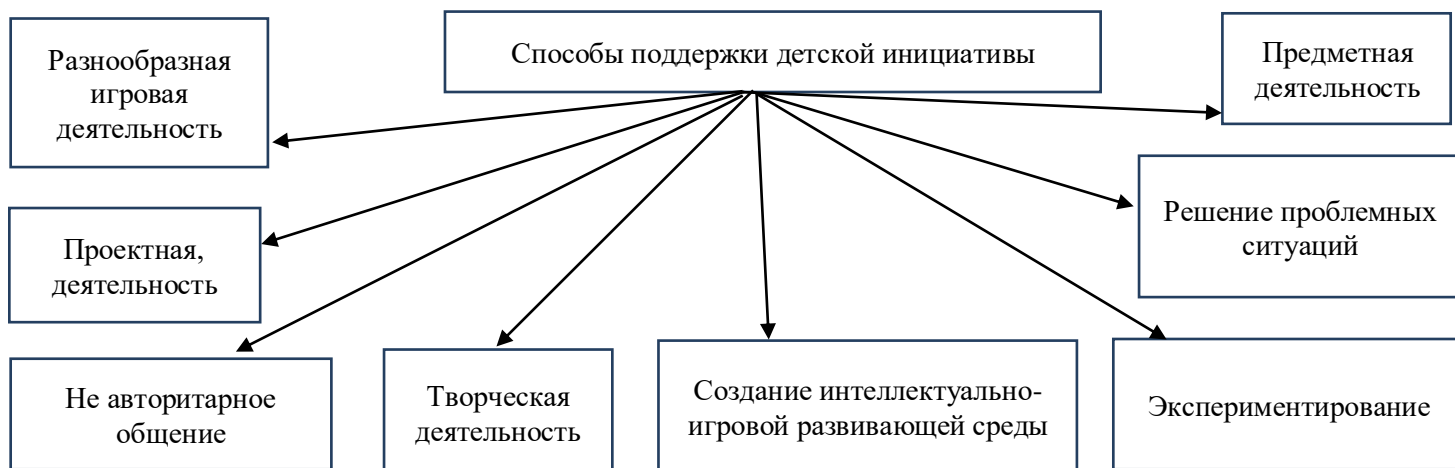 Способы поддержки детской инициативы
Разнообразная
игровая
деятельность
Предметная
деятельность
Проектная,
деятельность
Решение проблемных
ситуаций
Не авторитарное
общение
Творческая
деятельность
Создание интеллектуально-
игровой развивающей среды
Экспериментирование